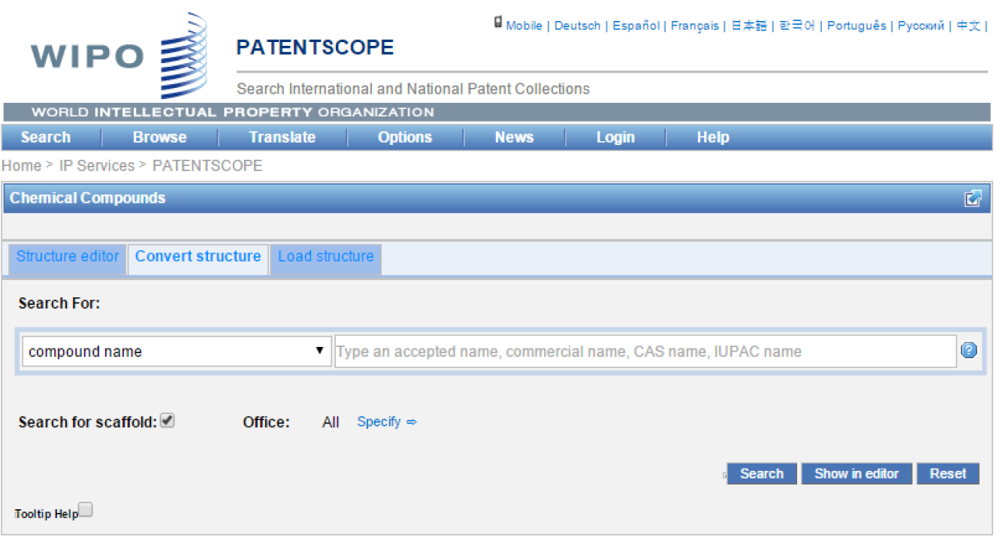 Mobile | Deutsch | Español | Français | 日本語 | 한국어 | Português | Русский | 中文 |
WIPO
PATENTSCOPE
Search International and National Patent Collections
WORLD INTELLECTUAL PROPERTY ORGANIZATION
Search Browse Translate Options News Login Help
Home > IP Services > PATENTSCOPE
Chemical Compounds
Structure editor Convert structure Load structure
Search For:
compound name Type an accepted name, commercial name, CAS name, IUPAC name
Search for scaffold: Office: All Specify ⇨
Search Show in editor Reset
Tooltip Help